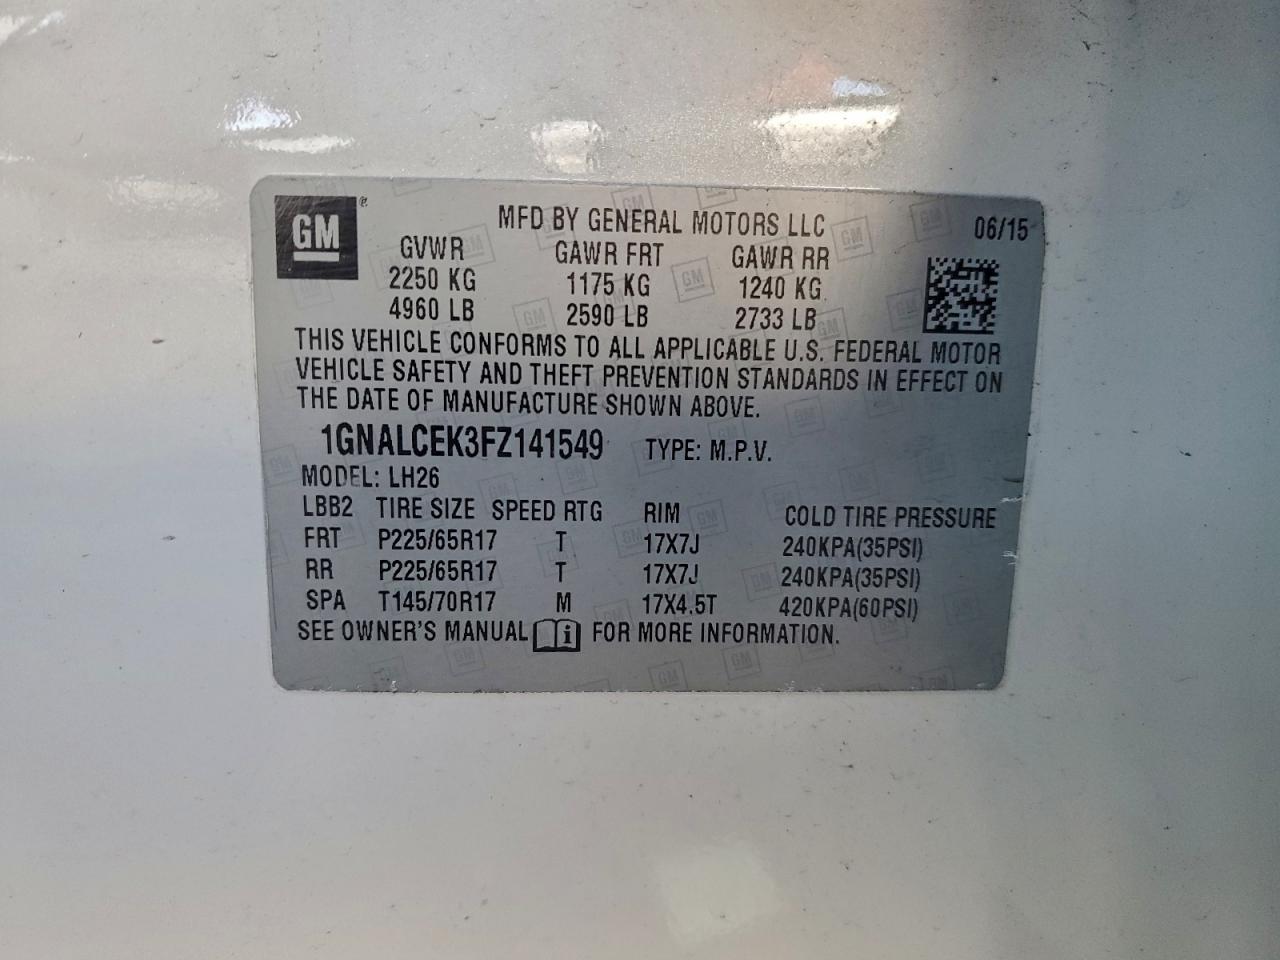 GM ®
MFD BY GENERAL MOTORS LLC 06/15
GVWR GAWR FRT GAWR RR
2250 KG 1175 KG 1240 KG
4960 LB 2590 LB 2733 LB
THIS VEHICLE CONFORMS TO ALL APPLICABLE U.S. FEDERAL MOTOR
VEHICLE SAFETY AND THEFT PREVENTION STANDARDS IN EFFECT ON
THE DATE OF MANUFACTURE SHOWN ABOVE.
1GNALCEK3FZ141549 TYPE: M.P.V.
MODEL: LH26
LBB2 TIRE SIZE SPEED RTG RIM COLD TIRE PRESSURE
FRT P225/65R17 T 17X7J 240KPA(35PSI)
RR P225/65R17 T 17X7J 240KPA(35PSI)
SPA T145/70R17 M 17X4.5T 420KPA(60PSI)
SEE OWNER'S MANUAL i FOR MORE INFORMATION.